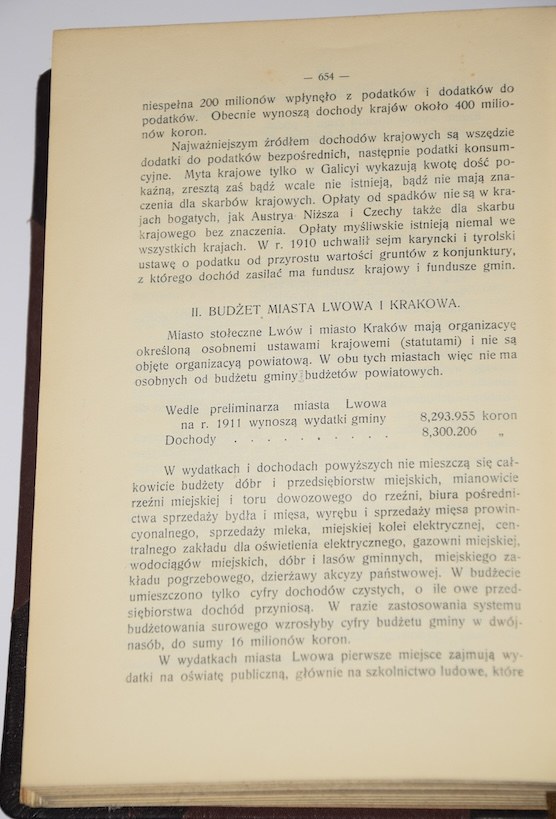 — 654 —
niespełna 200 milionów wpłynęło z podatków i dodatków do
podatków. Obecnie wynoszą dochody krajów około 400 milio-
nów koron.
Najważniejszym źródłem dochodów krajowych są wszędzie
dodatki do podatków bezpośrednich, następnie podatki konsum-
cyjne. Myta krajowe tylko w Galicyi wykazują kwotę dość po-
kaźną, zresztą zaś bądź wcale nie istnieją, bądź nie mają zna-
czenia dla skarbów krajowych. Opłaty od spadków nie są w kra-
jach bogatych, jak Austrya Niższa i Czechy także dla skarbu
krajowego bez znaczenia. Opłaty myśliwskie istnieją niemal we
wszystkich krajach. W r. 1910 uchwalił sejm karyncki i tyrolski
ustawę o podatku od przyrostu wartości gruntów z konjunktury,
z którego dochód zasilać ma fundusz krajowy i fundusze gmin.
II. BUDŻET MIASTA LWOWA I KRAKOWA.
Miasto stołeczne Lwów i miasto Kraków mają organizacyę
określoną osobnemi ustawami krajowemi (statutami) i nie są
objęte organizacyą powiatową. W obu tych miastach więc nie ma
osobnych od budżetu gminy budżetów powiatowych.
Wedle preliminarza miasta Lwowa
na r. 1911 wynoszą wydatki gminy 8,293.955 koron
Dochody . . . . . . . . . 8,300.206 „
W wydatkach i dochodach powyższych nie mieszczą się cał-
kowicie budżety dóbr i przedsiębiorstw miejskich, mianowicie
rzeźni miejskiej i toru dowozowego do rzeźni, biura pośredni-
ctwa sprzedaży bydła i mięsa, wyrębu i sprzedaży mięsa prowin-
cyonalnego, sprzedaży mleka, miejskiej kolei elektrycznej, cen-
tralnego zakładu dla oświetlenia elektrycznego, gazowni miejskiej,
wodociągów miejskich, dóbr i lasów gminnych, miejskiego za-
kładu pogrzebowego, dzierżawy akcyzy państwowej. W budżecie
umieszczono tylko cyfry dochodów czystych, o ile owe przed-
siębiorstwa dochód przyniosą. W razie zastosowania systemu
budżetowania surowego wzrosłyby cyfry budżetu gminy w dwój-
nasób, do sumy 16 milionów koron.
W wydatkach miasta Lwowa pierwsze miejsce zajmują wy-
datki na oświatę publiczną, głównie na szkolnictwo ludowe, które